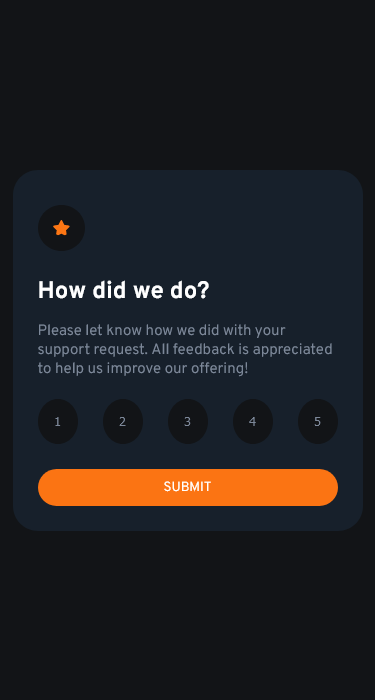 How did we do?
Please let know how we did with your
support request. All feedback is appreciated
to help us improve our offering!
1 2 3 4 5
SUBMIT